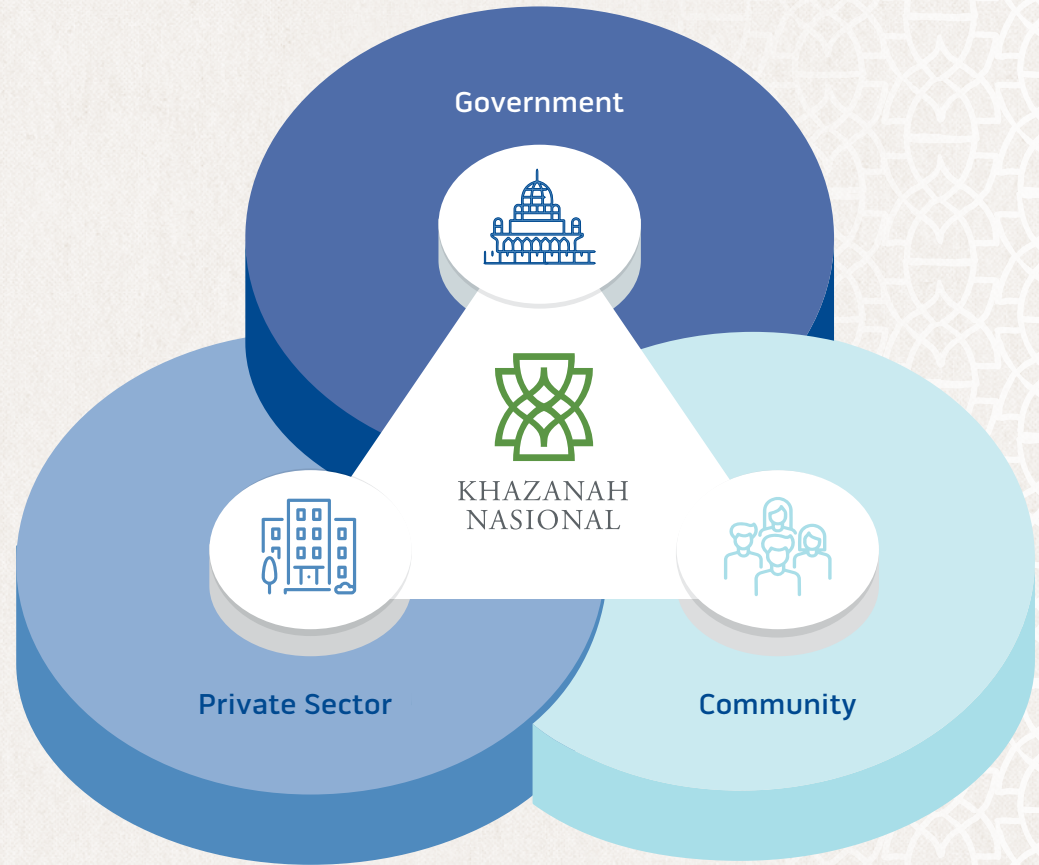 Government
KHAZANAH
NASIONAL
Private Sector
Community